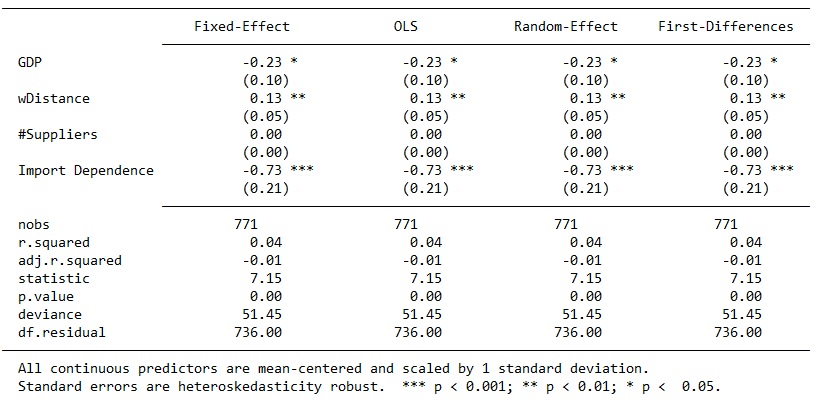 Fixed-Effect OLS Random-Effect First-Differences
GDP -0.23 * -0.23 * -0.23 * -0.23 *
(0.10) (0.10) (0.10) (0.10)
wDistance 0.13 ** 0.13 ** 0.13 ** 0.13 **
(0.05) (0.05) (0.05) (0.05)
#Suppliers 0.00 0.00 0.00 0.00
(0.00) (0.00) (0.00) (0.00)
Import Dependence -0.73 *** -0.73 *** -0.73 *** -0.73 ***
(0.21) (0.21) (0.21) (0.21)
nobs 771 771 771 771
r.squared 0.04 0.04 0.04 0.04
adj.r.squared -0.01 -0.01 -0.01 -0.01
statistic 7.15 7.15 7.15 7.15
p.value 0.00 0.00 0.00 0.00
deviance 51.45 51.45 51.45 51.45
df.residual 736.00 736.00 736.00 736.00
All continuous predictors are mean-centered and scaled by 1 standard deviation.
Standard errors are heteroskedasticity robust. *** p < 0.001; ** p < 0.01; * p < 0.05.